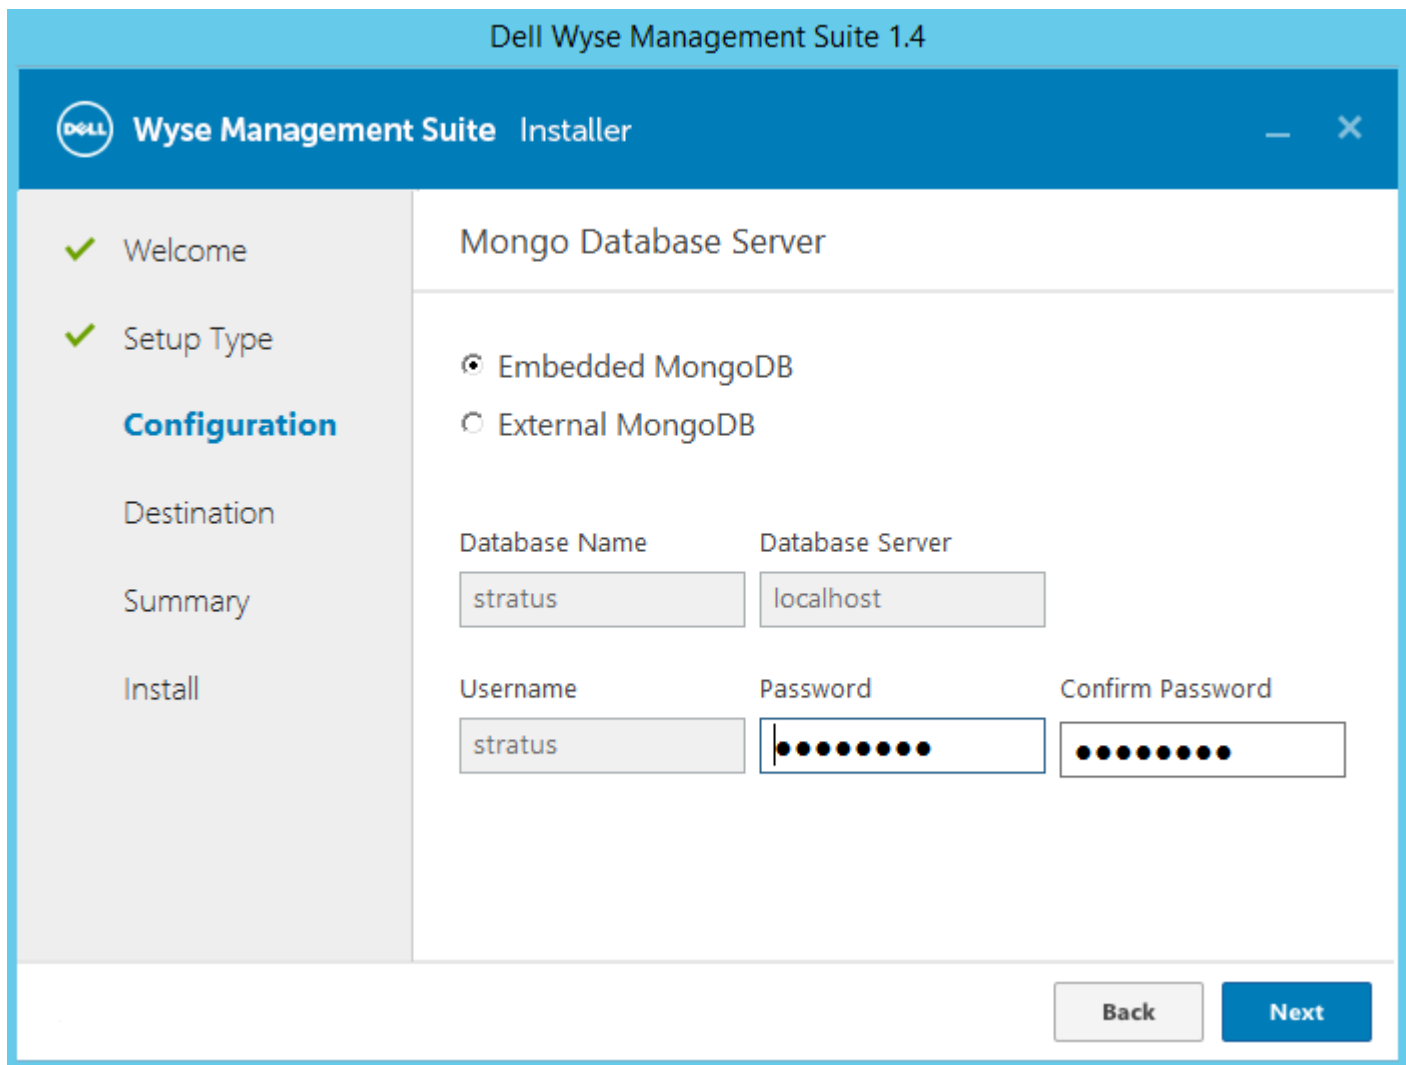 Dell Wyse Management Suite 1.4
DELL Wyse Management Suite Installer
Welcome
Setup Type
Configuration
Destination
Summary
Install
Mongo Database Server
Embedded MongoDB
External MongoDB
Database Name Database Server
stratus localhost
Username Password Confirm Password
stratus ●●●●●●●● ●●●●●●●●
Back Next